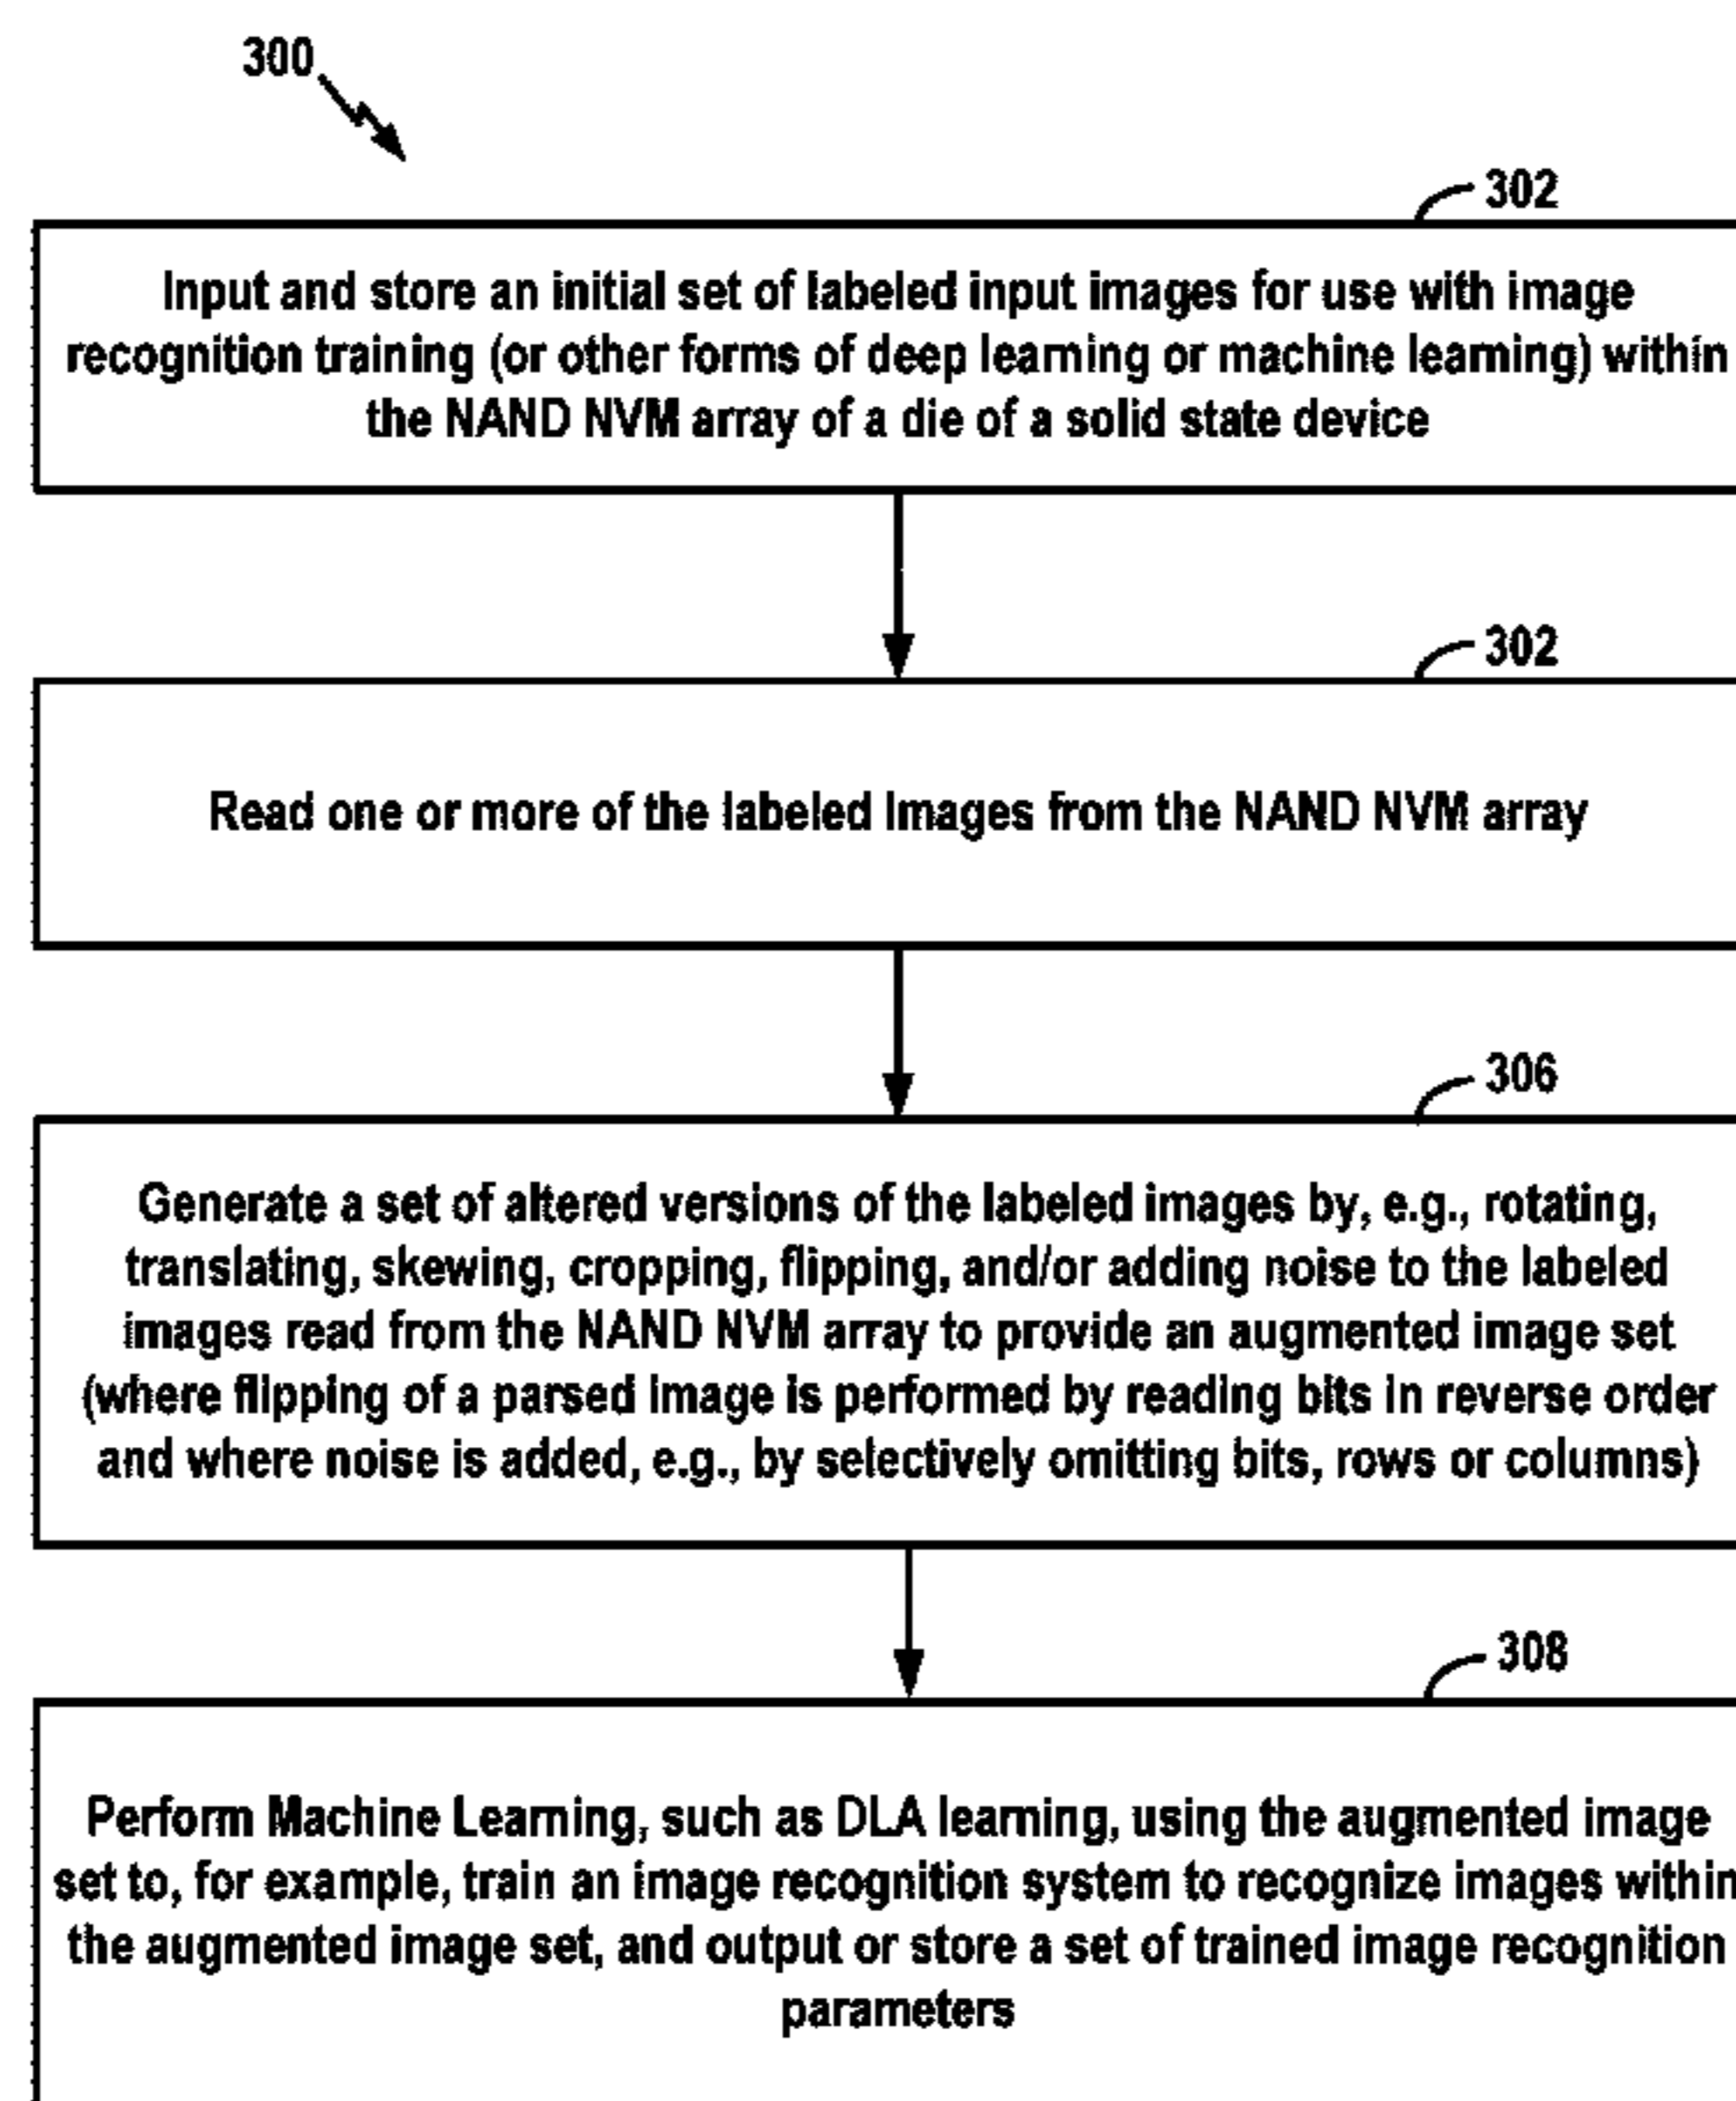 300
302
Input and store an initial set of labeled input images for use with image
recognition training (or other forms of deep learning or machine learning) within
the NAND NVM array of a die of a solid state device
302
Read one or more of the labeled Images from the NAND NVM array
306
Generate a set of altered versions of the labeled images by, e.g., rotating,
translating, skewing, cropping, flipping, and/or adding noise to the labeled
images read from the NAND NVM array to provide an augmented image set
(where flipping of a parsed image is performed by reading bits in reverse order
and where noise is added, e.g., by selectively omitting bits, rows or columns)
308
Perform Machine Learning, such as DLA learning, using the augmented image
set to, for example, train an image recognition system to recognize images within
the augmented image set, and output or store a set of trained image recognition
parameters